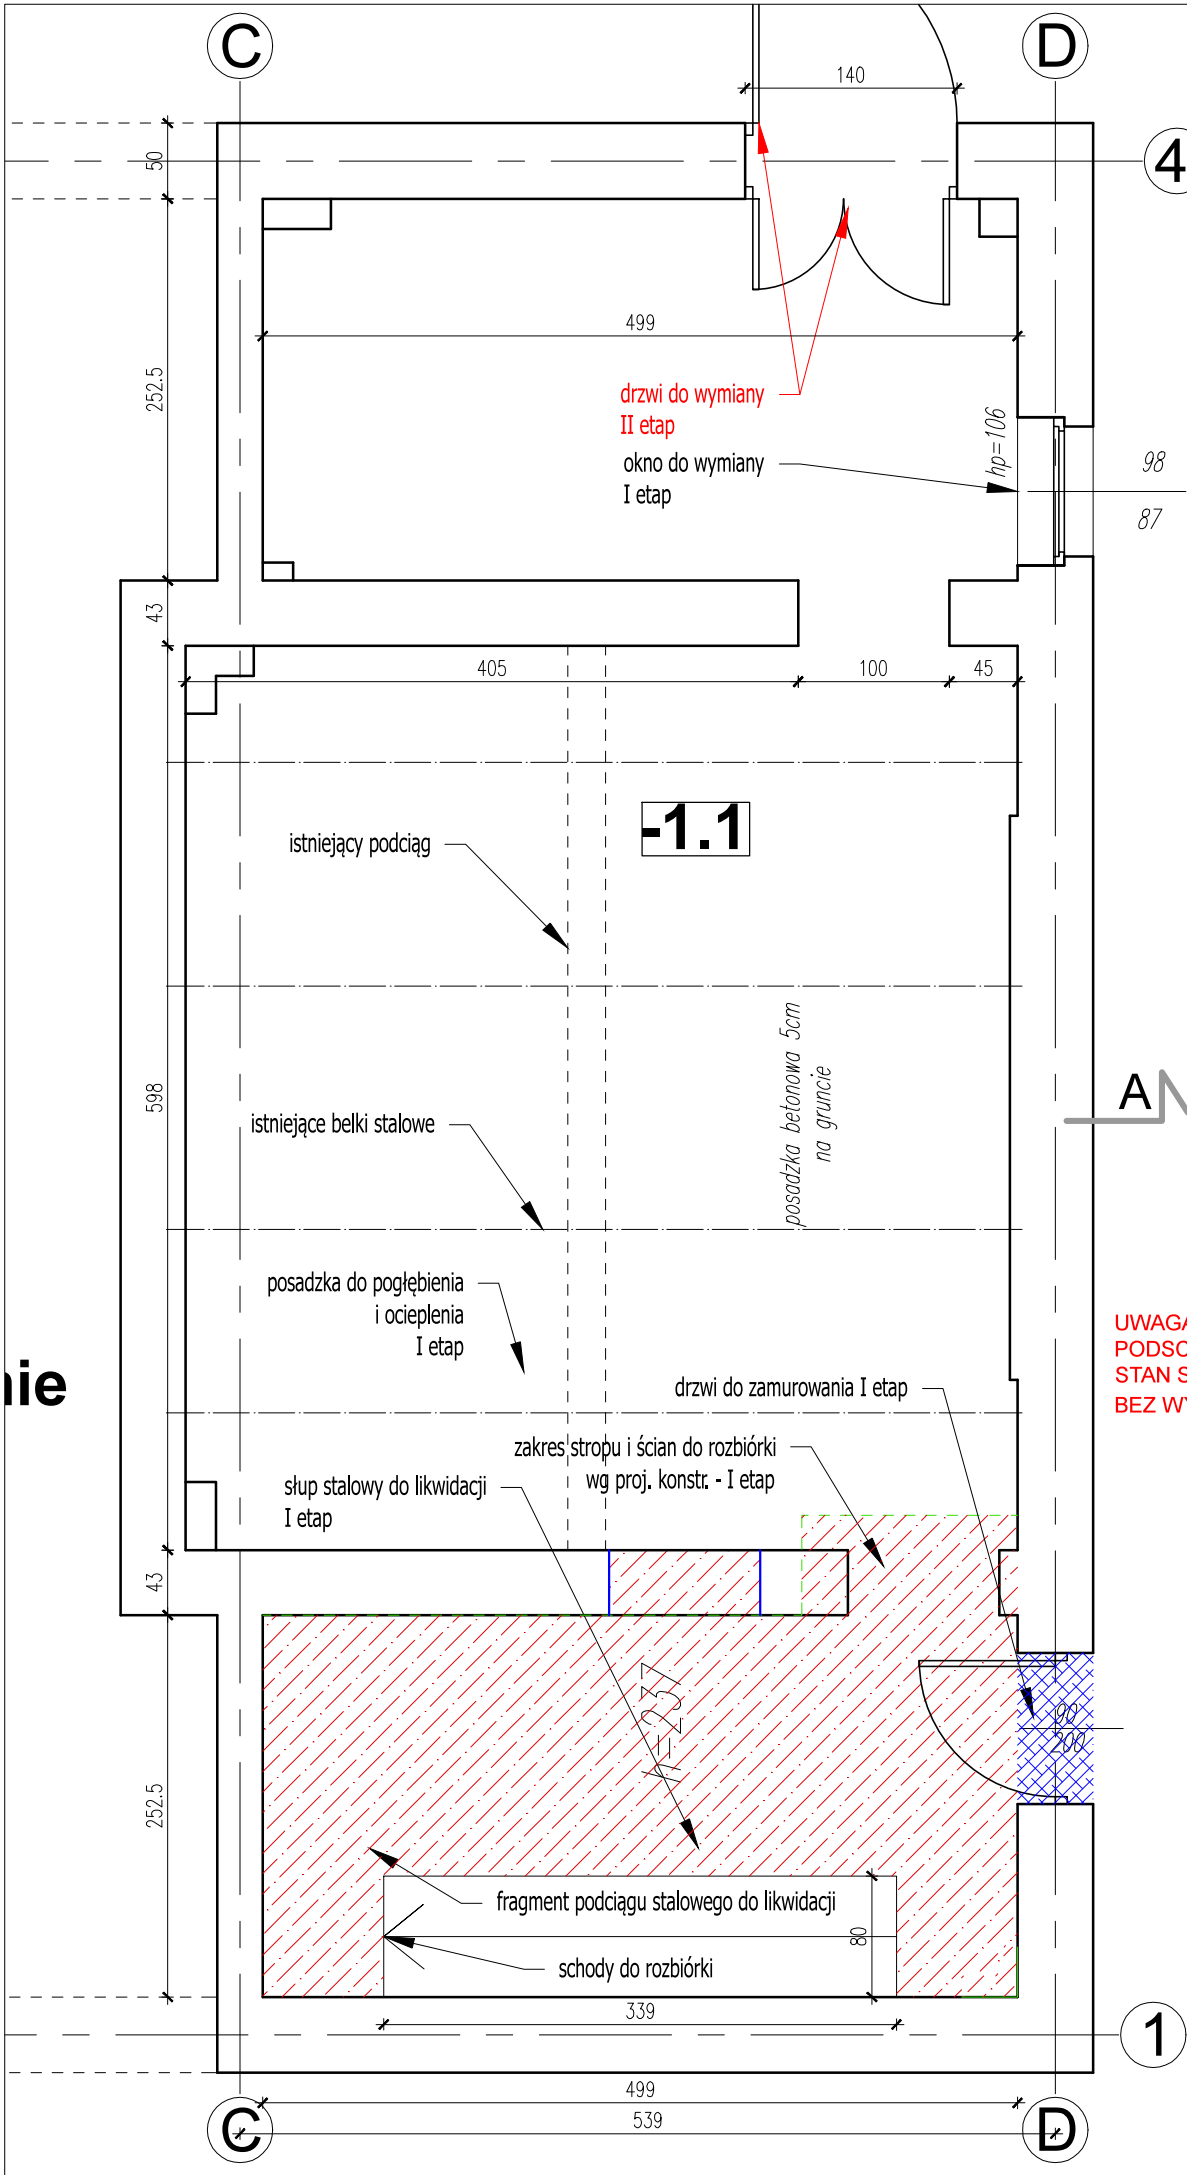 C
D
140
4
50
499
252.5
drzwi do wymiany
II etap
okno do wymiany
I etap
hp=106
98
87
43
405
100
45
-1.1
istniejący podciąg
posadzka betonowa 5cm
na gruncie
A
598
istniejące belki stalowe
posadzka do pogłębienia
i ocieplenia
I etap
UWAGA
PODSC
STAN S
BEZ W
nie
drzwi do zamurowania I etap
zakres stropu i ścian do rozbiórki
wg proj. konstr. - I etap
słup stalowy do likwidacji
I etap
43
h=237
90
200
252.5
fragment podciągu stalowego do likwidacji
80
schody do rozbiórki
339
1
499
539
C
D